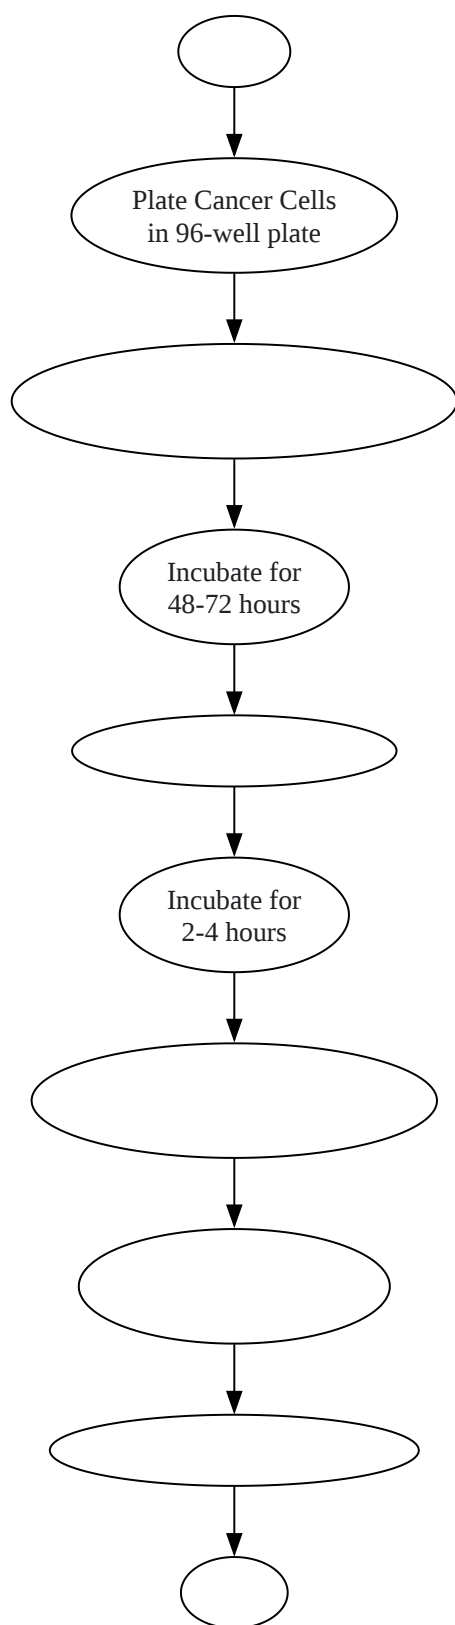 Plate Cancer Cells
in 96-well plate
Incubate for
48-72 hours
Incubate for
2-4 hours